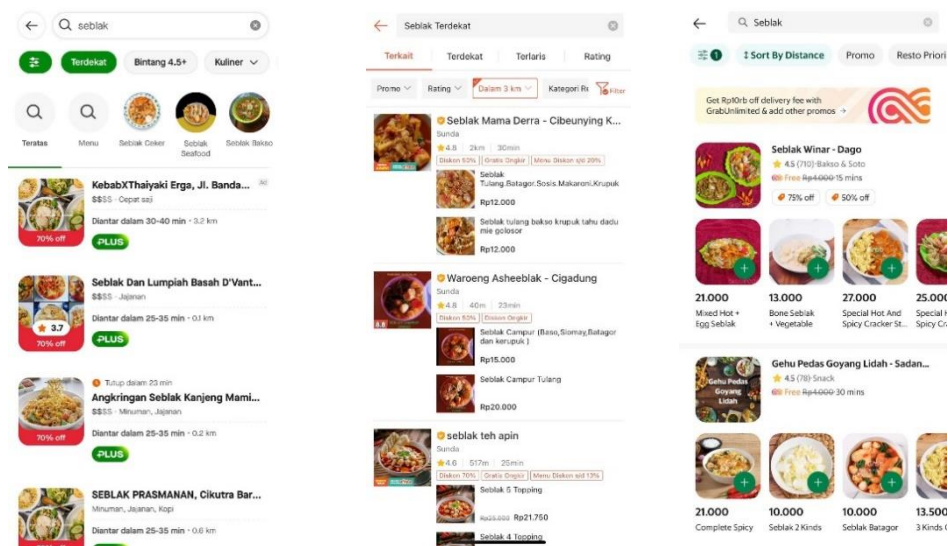 seblak
Terdekat
Bintang 4.5+
Kuliner
Teratas
Menu
Seblak Ceker
Seblak Seafood
Seblak Bakso
KebabXThaiyaki Erga, Jl. Banda...
Ad
$$$$ · Cepat saji
Diantar dalam 30-40 min · 3.2 km
70% off
PLUS
Seblak Dan Lumpiah Basah D'Vant...
$$$$ · Jajanan
Diantar dalam 25-35 min · 0.1 km
3.7
70% off
PLUS
Tutup dalam 23 min
Angkringan Seblak Kanjeng Mami...
$$$$ · Minuman, Jajanan
Diantar dalam 25-35 min · 0.2 km
70% off
PLUS
SEBLAK PRASMANAN, Cikutra Bar...
Minuman, Jajanan, Kopi
Diantar dalam 25-35 min · 0.6 km
Seblak Terdekat
Terkait
Terdekat
Terlaris
Rating
Promo
Rating
Dalam 3 km
Kategori Re
Filter
Seblak Mama Derra - Cibeunying K...
Sunda
4.8 | 2km | 30min
Diskon 50%
Gratis Ongkir
Menu Diskon s/d 20%
Seblak
Tulang.Batagor.Sosis.Makaroni.Krupuk
Rp12.000
Seblak tulang bakso krupuk tahu dadu
mie golosor
Rp12.000
Waroeng Asheeblak - Cigadung
Sunda
4.8 | 40m | 23min
Diskon 50%
Diskon Ongkir
Seblak Campur (Baso,Siomay,Batagor
dan kerupuk )
Rp15.000
Seblak Campur Tulang
Rp20.000
seblak teh apin
Sunda
4.6 | 517m | 25min
Diskon 70%
Gratis Ongkir
Menu Diskon s/d 13%
Seblak 5 Topping
Rp25.000 Rp21.750
Seblak 4 Topping
Seblak
1
Sort By Distance
Promo
Resto Priori
Get Rp10rb off delivery fee with
GrabUnlimited & add other promos →
Seblak Winar - Dago
4.5 (710)·Bakso & Soto
Free Rp4.000·15 mins
75% off
50% off
21.000
Mixed Hot +
Egg Seblak
13.000
Bone Seblak
+ Vegetable
27.000
Special Hot And
Spicy Cracker St...
25.000
Special H
Spicy Cr
Gehu Pedas
Goyang
Lidah
Gehu Pedas Goyang Lidah - Sadan...
4.5 (78)·Snack
Free Rp4.000·30 mins
21.000
Complete Spicy
10.000
Seblak 2 Kinds
10.000
Seblak Batagor
13.500
3 Kinds